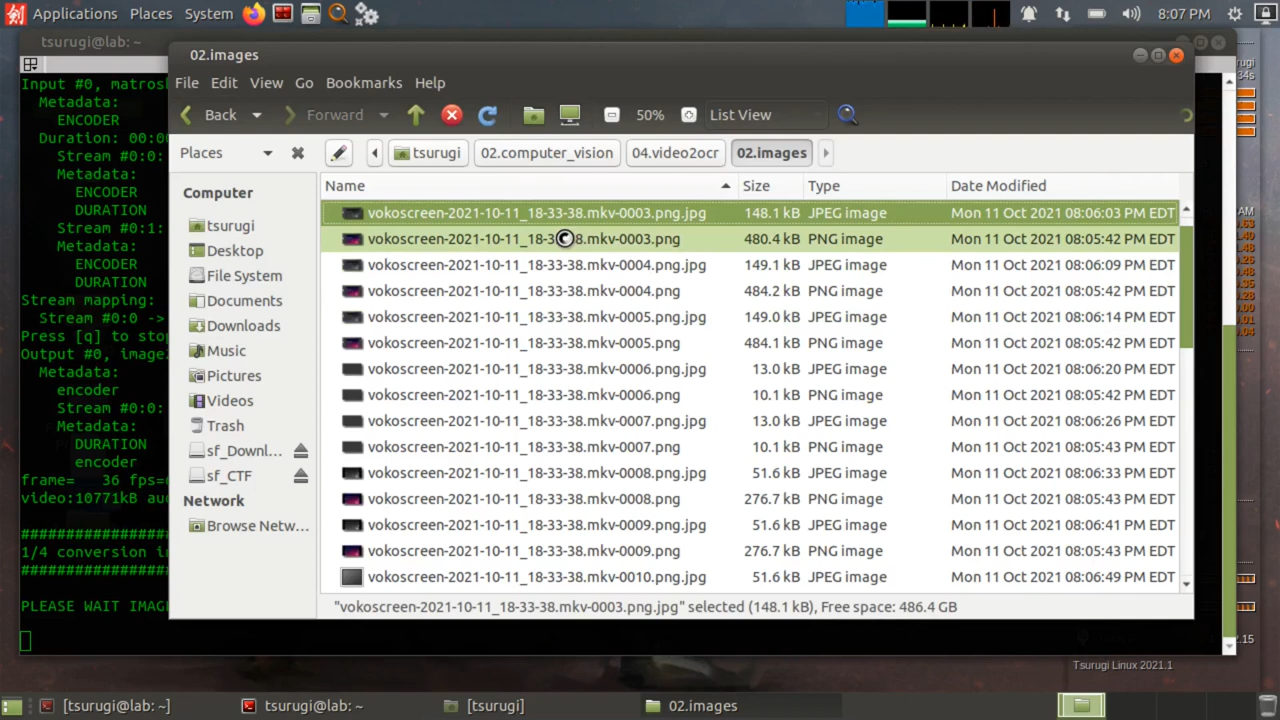 Applications Places System
8:07 PM
tsurugi@lab: ~
02.images
File Edit View Go Bookmarks Help
Back Forward 50% List View
Places tsurugi 02.computer_vision 04.video2ocr 02.images
Computer
tsurugi
Desktop
File System
Documents
Downloads
Music
Pictures
Videos
Trash
sf_Downl...
sf_CTF
Network
Browse Netw...
Name Size Type Date Modified
vokoscreen-2021-10-11_18-33-38.mkv-0003.png.jpg 148.1 kB JPEG image Mon 11 Oct 2021 08:06:03 PM EDT
vokoscreen-2021-10-11_18-33-38.mkv-0003.png 480.4 kB PNG image Mon 11 Oct 2021 08:05:42 PM EDT
vokoscreen-2021-10-11_18-33-38.mkv-0004.png.jpg 149.1 kB JPEG image Mon 11 Oct 2021 08:06:09 PM EDT
vokoscreen-2021-10-11_18-33-38.mkv-0004.png 484.2 kB PNG image Mon 11 Oct 2021 08:05:42 PM EDT
vokoscreen-2021-10-11_18-33-38.mkv-0005.png.jpg 149.0 kB JPEG image Mon 11 Oct 2021 08:06:14 PM EDT
vokoscreen-2021-10-11_18-33-38.mkv-0005.png 484.1 kB PNG image Mon 11 Oct 2021 08:05:42 PM EDT
vokoscreen-2021-10-11_18-33-38.mkv-0006.png.jpg 13.0 kB JPEG image Mon 11 Oct 2021 08:06:20 PM EDT
vokoscreen-2021-10-11_18-33-38.mkv-0006.png 10.1 kB PNG image Mon 11 Oct 2021 08:05:42 PM EDT
vokoscreen-2021-10-11_18-33-38.mkv-0007.png.jpg 13.0 kB JPEG image Mon 11 Oct 2021 08:06:26 PM EDT
vokoscreen-2021-10-11_18-33-38.mkv-0007.png 10.1 kB PNG image Mon 11 Oct 2021 08:05:43 PM EDT
vokoscreen-2021-10-11_18-33-38.mkv-0008.png.jpg 51.6 kB JPEG image Mon 11 Oct 2021 08:06:33 PM EDT
vokoscreen-2021-10-11_18-33-38.mkv-0008.png 276.7 kB PNG image Mon 11 Oct 2021 08:05:43 PM EDT
vokoscreen-2021-10-11_18-33-38.mkv-0009.png.jpg 51.6 kB JPEG image Mon 11 Oct 2021 08:06:41 PM EDT
vokoscreen-2021-10-11_18-33-38.mkv-0009.png 276.7 kB PNG image Mon 11 Oct 2021 08:05:43 PM EDT
vokoscreen-2021-10-11_18-33-38.mkv-0010.png.jpg 51.6 kB JPEG image Mon 11 Oct 2021 08:06:49 PM EDT
"vokoscreen-2021-10-11_18-33-38.mkv-0003.png.jpg" selected (148.1 kB), Free space: 486.4 GB
Input #0, matrosk
Metadata:
ENCODER
Duration: 00:00
Stream #0:0:
Metadata:
ENCODER
DURATION
Stream #0:1:
Metadata:
ENCODER
DURATION
Stream mapping:
Stream #0:0 ->
Press [q] to stop
Output #0, image2
Metadata:
encoder
Stream #0:0:
Metadata:
DURATION
encoder
frame= 36 fps=
video:10771kB au
##################
1/4 conversion i
##################
PLEASE WAIT IMAG
Tsurugi Linux 2021.1
[tsurugi@lab: ~] tsurugi@lab: ~ [tsurugi] 02.images